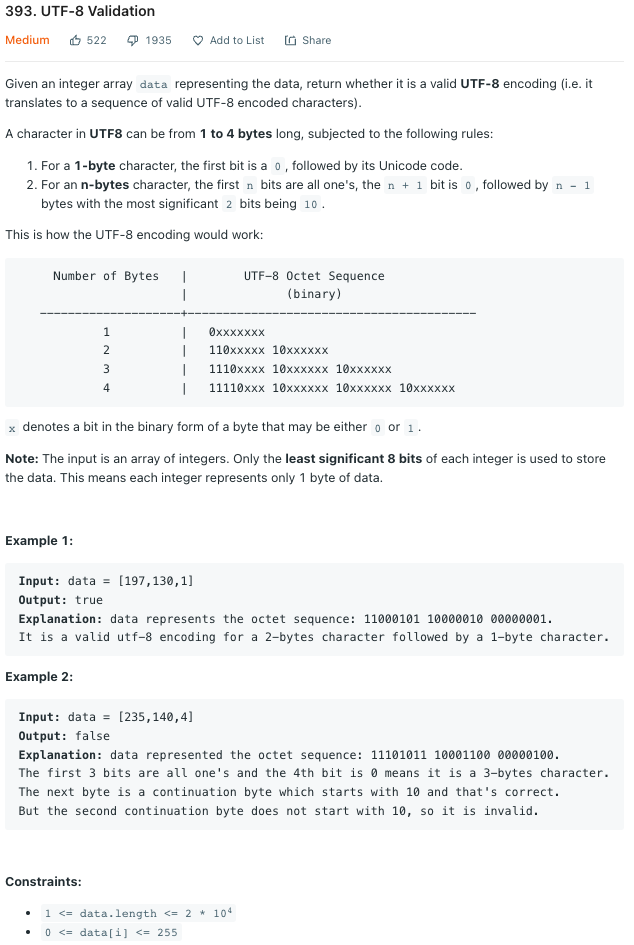 393. UTF-8 Validation
Medium 522 1935 Add to List Share
Given an integer array data representing the data, return whether it is a valid UTF-8 encoding (i.e. it
translates to a sequence of valid UTF-8 encoded characters).
A character in UTF8 can be from 1 to 4 bytes long, subjected to the following rules:
1. For a 1-byte character, the first bit is a 0, followed by its Unicode code.
2. For an n-bytes character, the first n bits are all one's, the n + 1 bit is 0, followed by n - 1
bytes with the most significant 2 bits being 10.
This is how the UTF-8 encoding would work:
Number of Bytes | UTF-8 Octet Sequence
| (binary)
--------------------+---------------------------------------------
1 | 0xxxxxxx
2 | 110xxxxx 10xxxxxx
3 | 1110xxxx 10xxxxxx 10xxxxxx
4 | 11110xxx 10xxxxxx 10xxxxxx 10xxxxxx
x denotes a bit in the binary form of a byte that may be either 0 or 1.
Note: The input is an array of integers. Only the least significant 8 bits of each integer is used to store
the data. This means each integer represents only 1 byte of data.
Example 1:
Input: data = [197,130,1]
Output: true
Explanation: data represents the octet sequence: 11000101 10000010 00000001.
It is a valid utf-8 encoding for a 2-bytes character followed by a 1-byte character.
Example 2:
Input: data = [235,140,4]
Output: false
Explanation: data represented the octet sequence: 11101011 10001100 00000100.
The first 3 bits are all one's and the 4th bit is 0 means it is a 3-bytes character.
The next byte is a continuation byte which starts with 10 and that's correct.
But the second continuation byte does not start with 10, so it is invalid.
Constraints:
• 1 <= data.length <= 2 * 10⁴
• 0 <= data[i] <= 255